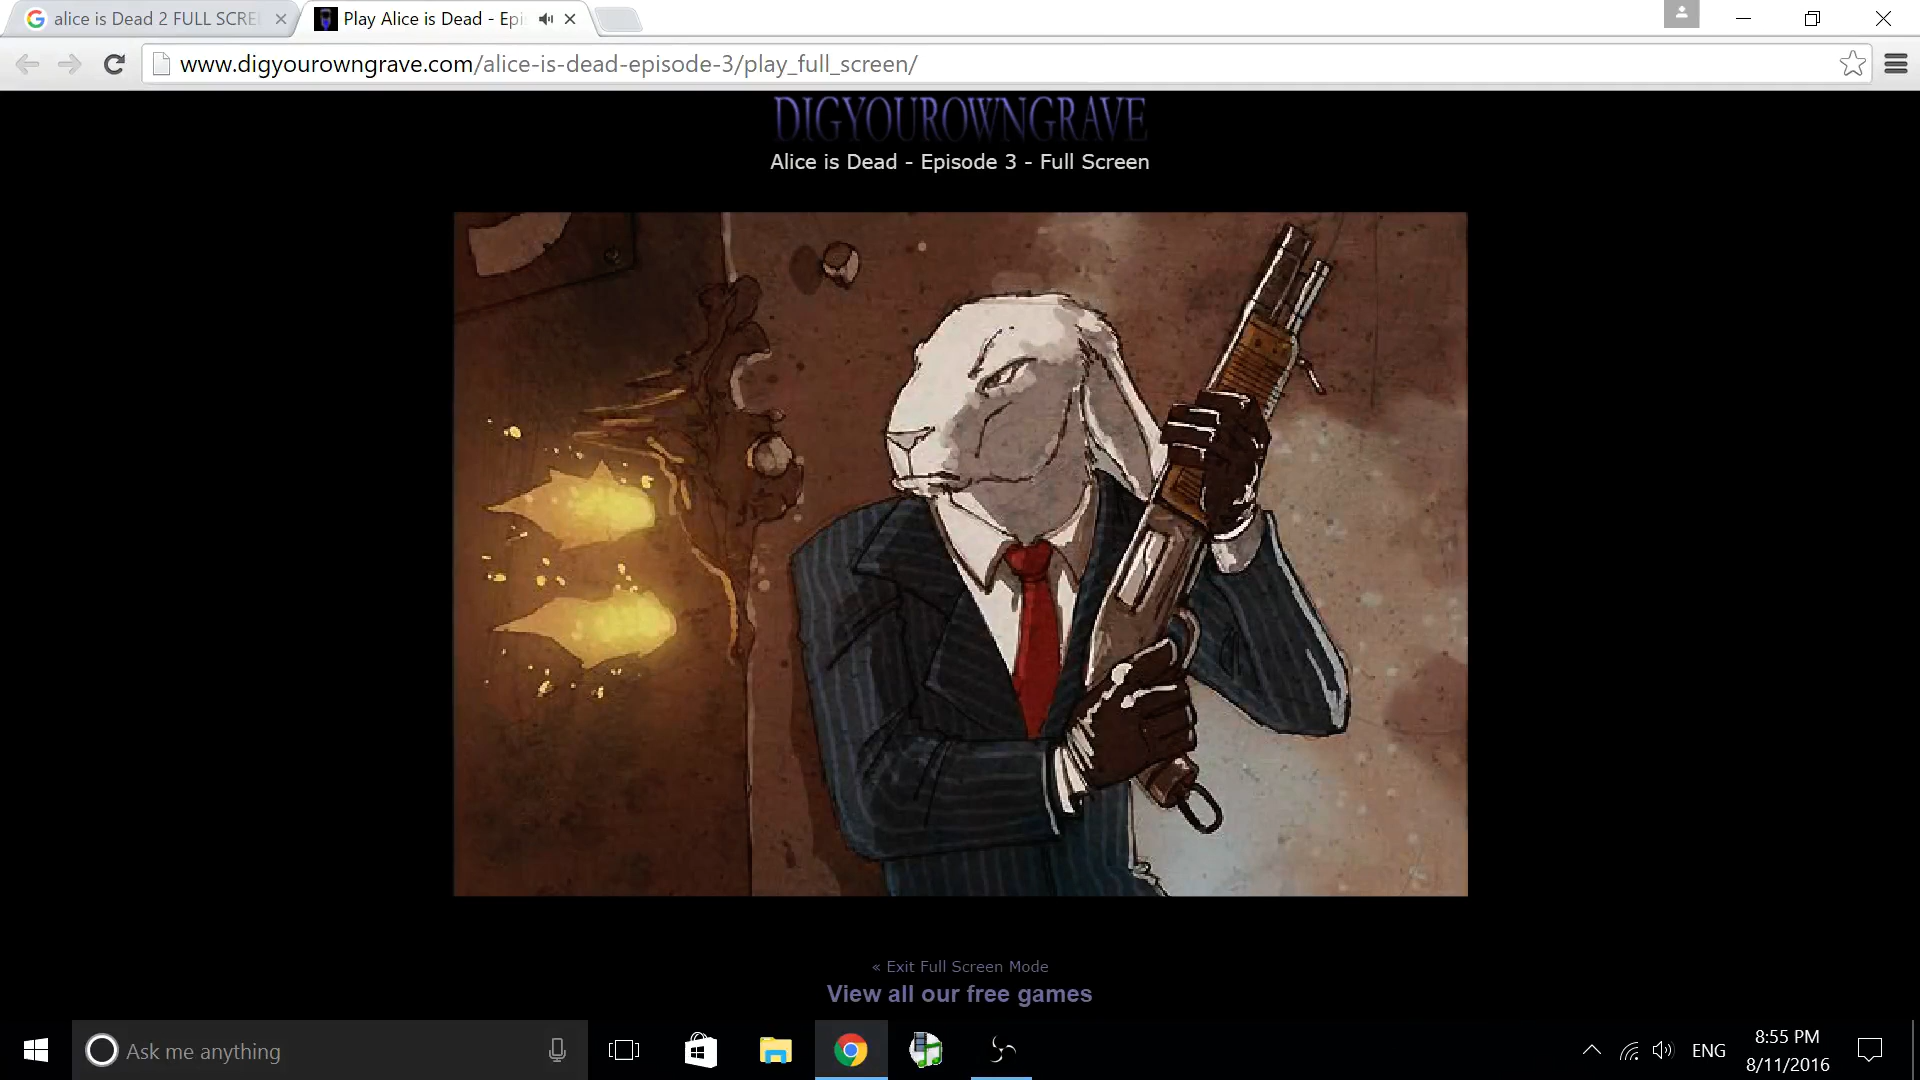 alice is Dead 2 FULL SCRE
Play Alice is Dead - Epi
www.digyourowngrave.com/alice-is-dead-episode-3/play_full_screen/
DIGYOUROWNGRAVE
Alice is Dead - Episode 3 - Full Screen
« Exit Full Screen Mode
View all our free games
Ask me anything
ENG
8:55 PM
8/11/2016